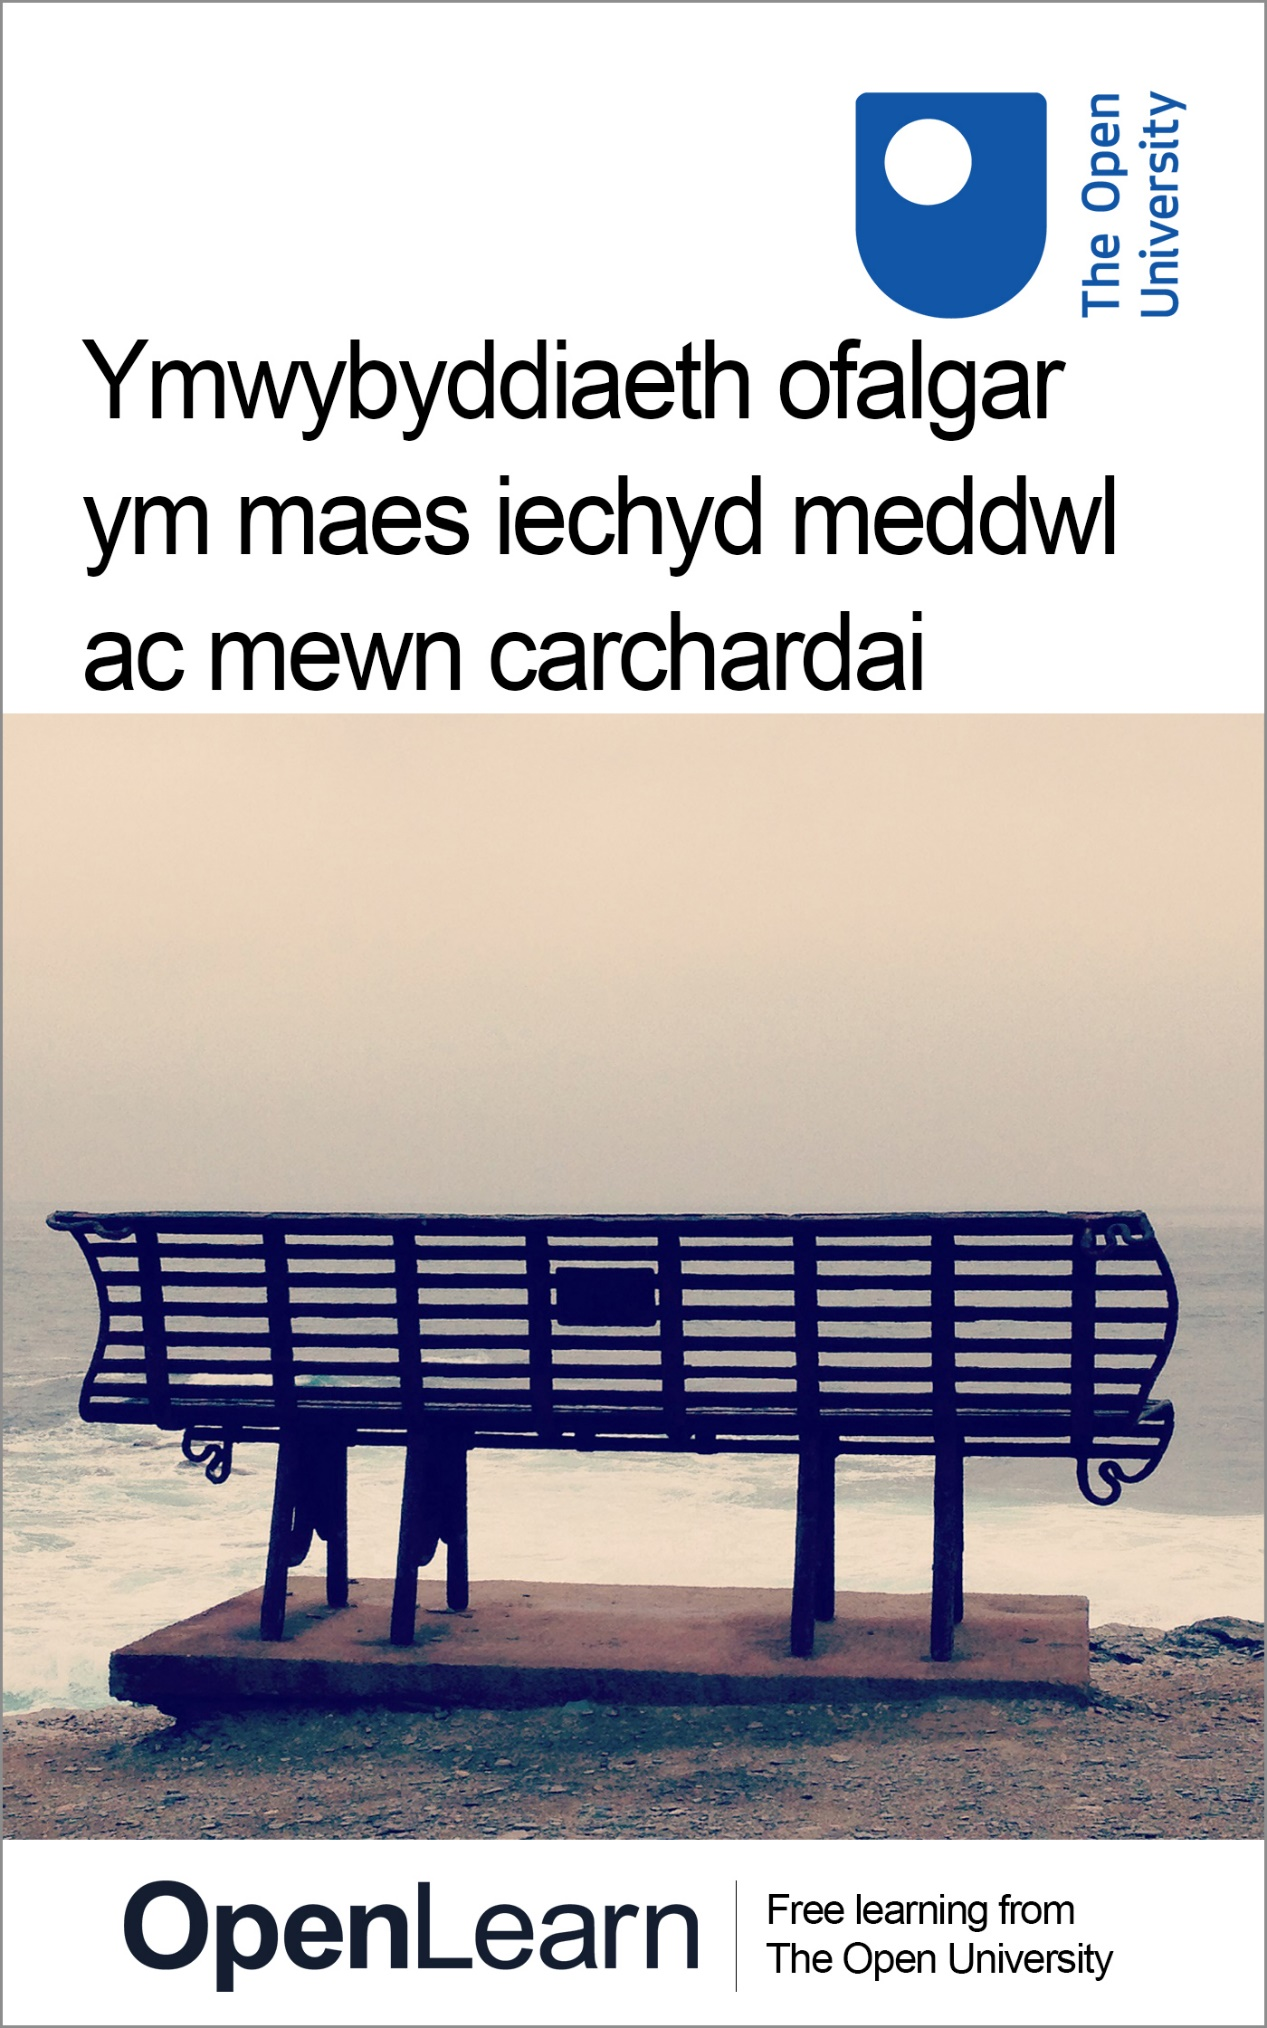 The Open
University
Ymwybyddiaeth ofalgar
ym maes iechyd meddwl
ac mewn carchardai
OpenLearn
Free learning from
The Open University